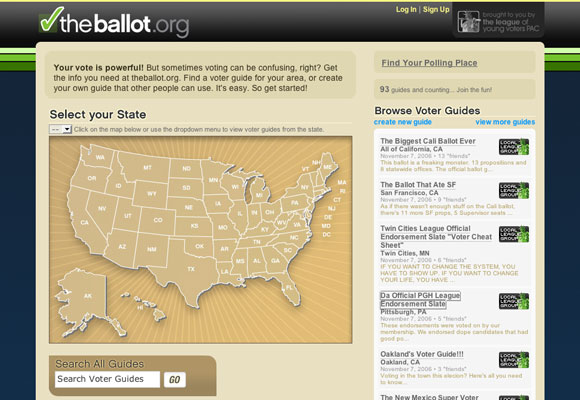 Log In | Sign Up
theballot.org
brought to you by
the league of
young voters PAC
Your vote is powerful! But sometimes voting can be confusing, right? Get
the info you need at theballot.org. Find a voter guide for your area, or create
your own guide that other people can use. It's easy. So get started!
Find Your Polling Place
93 guides and counting... Join the fun!
Select your State
-- Click on the map below or use the dropdown menu to view voter guides from the state.
WA
MT
ND
MN
VT
NH
ME
OR
ID
SD
WI
MI
NY
MA
RI
WY
IA
PA
CT
NV
NE
IL
IN
OH
NJ
UT
CO
WV
VA
DE
CA
KS
MO
KY
MD
DC
NC
AZ
NM
OK
AR
TN
SC
MS
AL
GA
TX
LA
FL
AK
HI
Search All Guides
Search Voter Guides GO
Browse Voter Guides
create new guide view more guides
The Biggest Cali Ballot Ever
All of California, CA
November 7, 2006 • 13 "friends"
This ballot is a freaking monster: 13 propositions and
8 statewide offices. The official ballot g...
LOCAL
LEAGUE
GROUP
The Ballot That Ate SF
San Francisco, CA
November 7, 2006 • 9 "friends"
As if there wasn't enough stuff on the Cali ballot,
there's 11 more SF props, 5 Supervisor seats ...
LOCAL
LEAGUE
GROUP
Twin Cities League Official
Endorsement Slate "Voter Cheat
Sheet"
Twin Cities, MN
November 7, 2006 • 6 "friends"
IF YOU WANT TO CHANGE THE SYSTEM, YOU
HAVE TO SHOW UP. IF YOU WANT TO CHANGE
YOUR LIFE, YOU HAVE ...
LOCAL
LEAGUE
GROUP
Da Official PGH League
Endorsement Slate
Pittsburgh, PA
November 7, 2006 • 5 "friends"
These endorsements were voted on by our
membership. We endorsed dope candidates that had
good po...
LOCAL
LEAGUE
GROUP
Oakland's Voter Guide!!!
Oakland, CA
November 7, 2006 • 4 "friends"
Voting in the town this election? Here's all you need
to know...
LOCAL
LEAGUE
GROUP
The New Mexico Super Voter